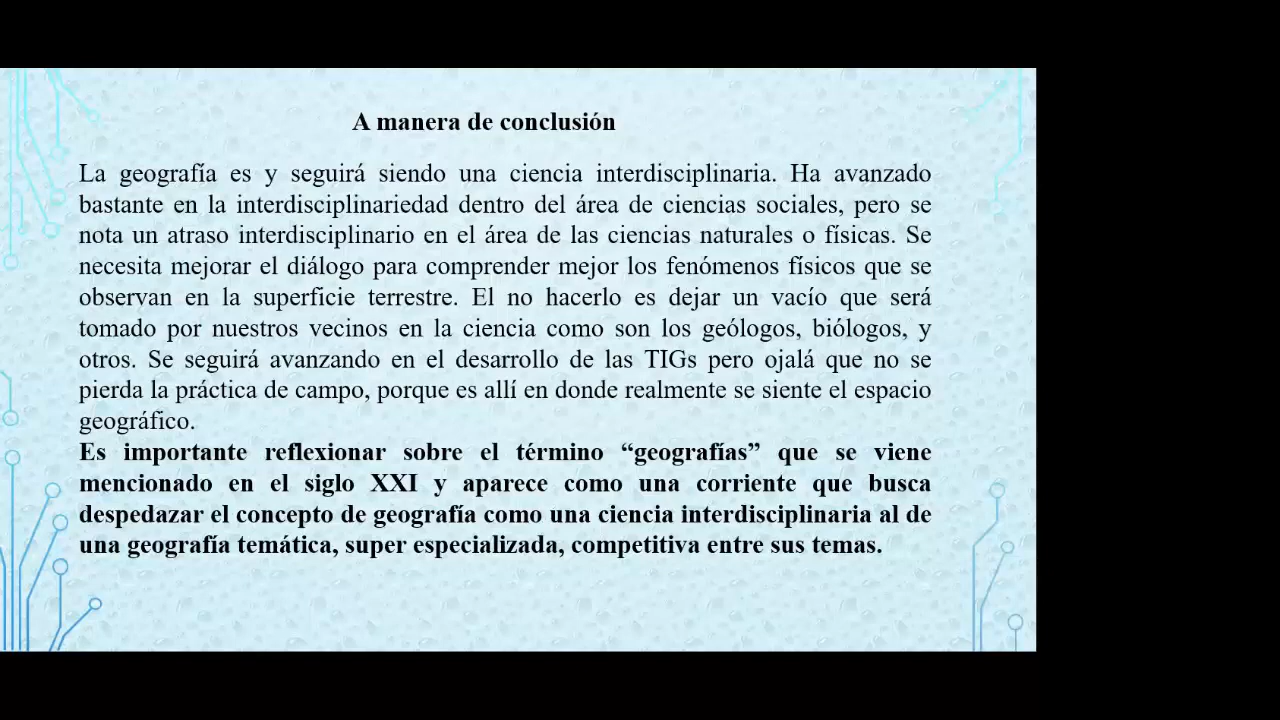 A manera de conclusión
La geografía es y seguirá siendo una ciencia interdisciplinaria. Ha avanzado
bastante en la interdisciplinariedad dentro del área de ciencias sociales, pero se
nota un atraso interdisciplinario en el área de las ciencias naturales o físicas. Se
necesita mejorar el diálogo para comprender mejor los fenómenos físicos que se
observan en la superficie terrestre. El no hacerlo es dejar un vacío que será
tomado por nuestros vecinos en la ciencia como son los geólogos, biólogos, y
otros. Se seguirá avanzando en el desarrollo de las TIGs pero ojalá que no se
pierda la práctica de campo, porque es allí en donde realmente se siente el espacio
geográfico.
Es importante reflexionar sobre el término “geografías” que se viene
mencionado en el siglo XXI y aparece como una corriente que busca
despedazar el concepto de geografía como una ciencia interdisciplinaria al de
una geografía temática, super especializada, competitiva entre sus temas.